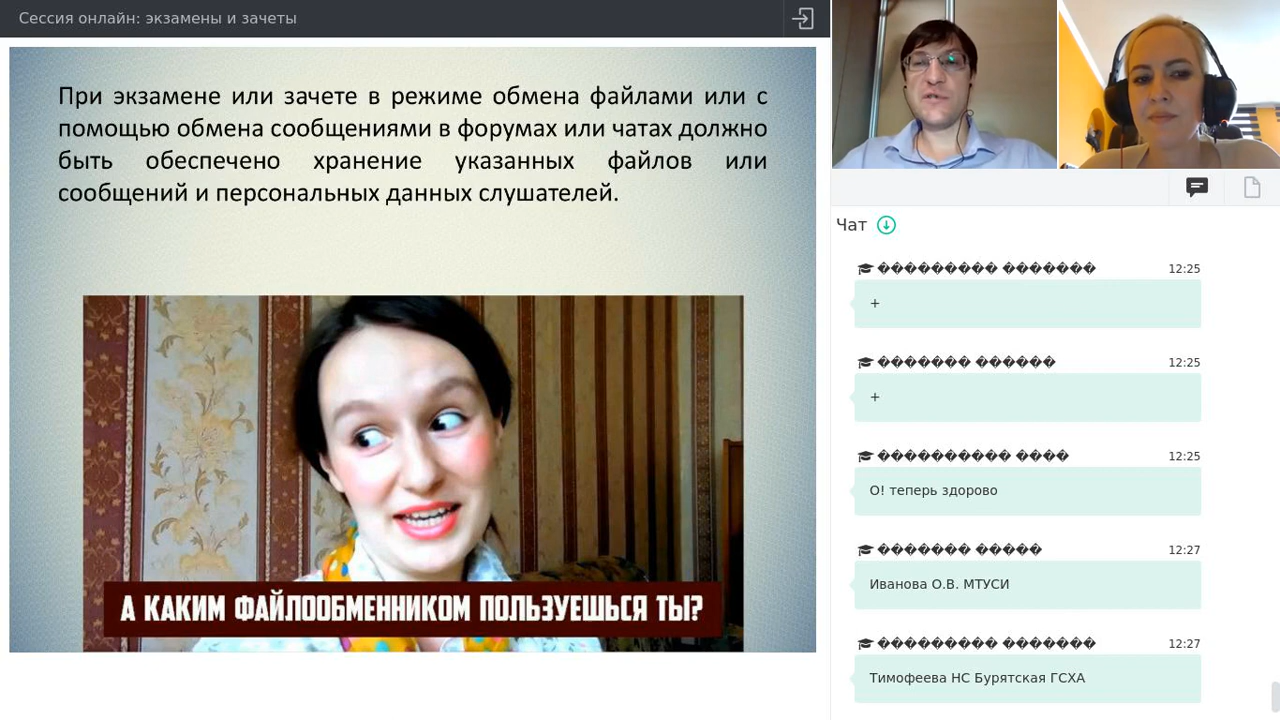 Сессия онлайн: экзамены и зачеты
При экзамене или зачете в режиме обмена файлами или с
помощью обмена сообщениями в форумах или чатах должно
быть обеспечено хранение указанных файлов или
сообщений и персональных данных слушателей.
А КАКИМ ФАЙЛООБМЕННИКОМ ПОЛЬЗУЕШЬСЯ ТЫ?
Чат
12:25
+
12:25
+
12:25
О! теперь здорово
12:27
Иванова О.В. МТУСИ
12:27
Тимофеева НС Бурятская ГСХА